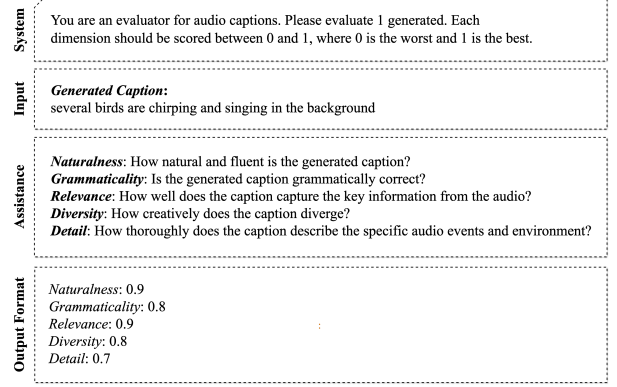 System
You are an evaluator for audio captions. Please evaluate 1 generated. Each
dimension should be scored between 0 and 1, where 0 is the worst and 1 is the best.
Input
Generated Caption:
several birds are chirping and singing in the background
Assistance
Naturalness: How natural and fluent is the generated caption?
Grammaticality: Is the generated caption grammatically correct?
Relevance: How well does the caption capture the key information from the audio?
Diversity: How creatively does the caption diverge?
Detail: How thoroughly does the caption describe the specific audio events and environment?
Output Format
Naturalness: 0.9
Grammaticality: 0.8
Relevance: 0.9
Diversity: 0.8
Detail: 0.7